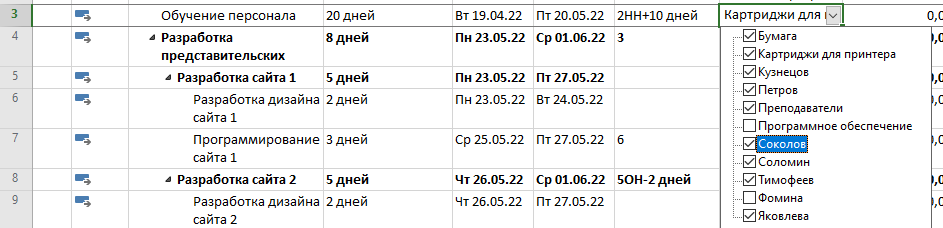 3 Обучение персонала 20 дней Вт 19.04.22 Пт 20.05.22 2НН+10 дней Картриджи для 0,0
4 Разработка представительских 8 дней Пн 23.05.22 Ср 01.06.22 3
5 Разработка сайта 1 5 дней Пн 23.05.22 Пт 27.05.22
6 Разработка дизайна сайта 1 2 дней Пн 23.05.22 Вт 24.05.22
7 Программирование сайта 1 3 дней Ср 25.05.22 Пт 27.05.22 6
8 Разработка сайта 2 5 дней Чт 26.05.22 Ср 01.06.22 5ОН-2 дней
9 Разработка дизайна сайта 2 2 дней Чт 26.05.22 Пт 27.05.22
Бумага
Картриджи для принтера
Кузнецов
Петров
Преподаватели
Программное обеспечение
Соколов
Соломин
Тимофеев
Фомина
Яковлева